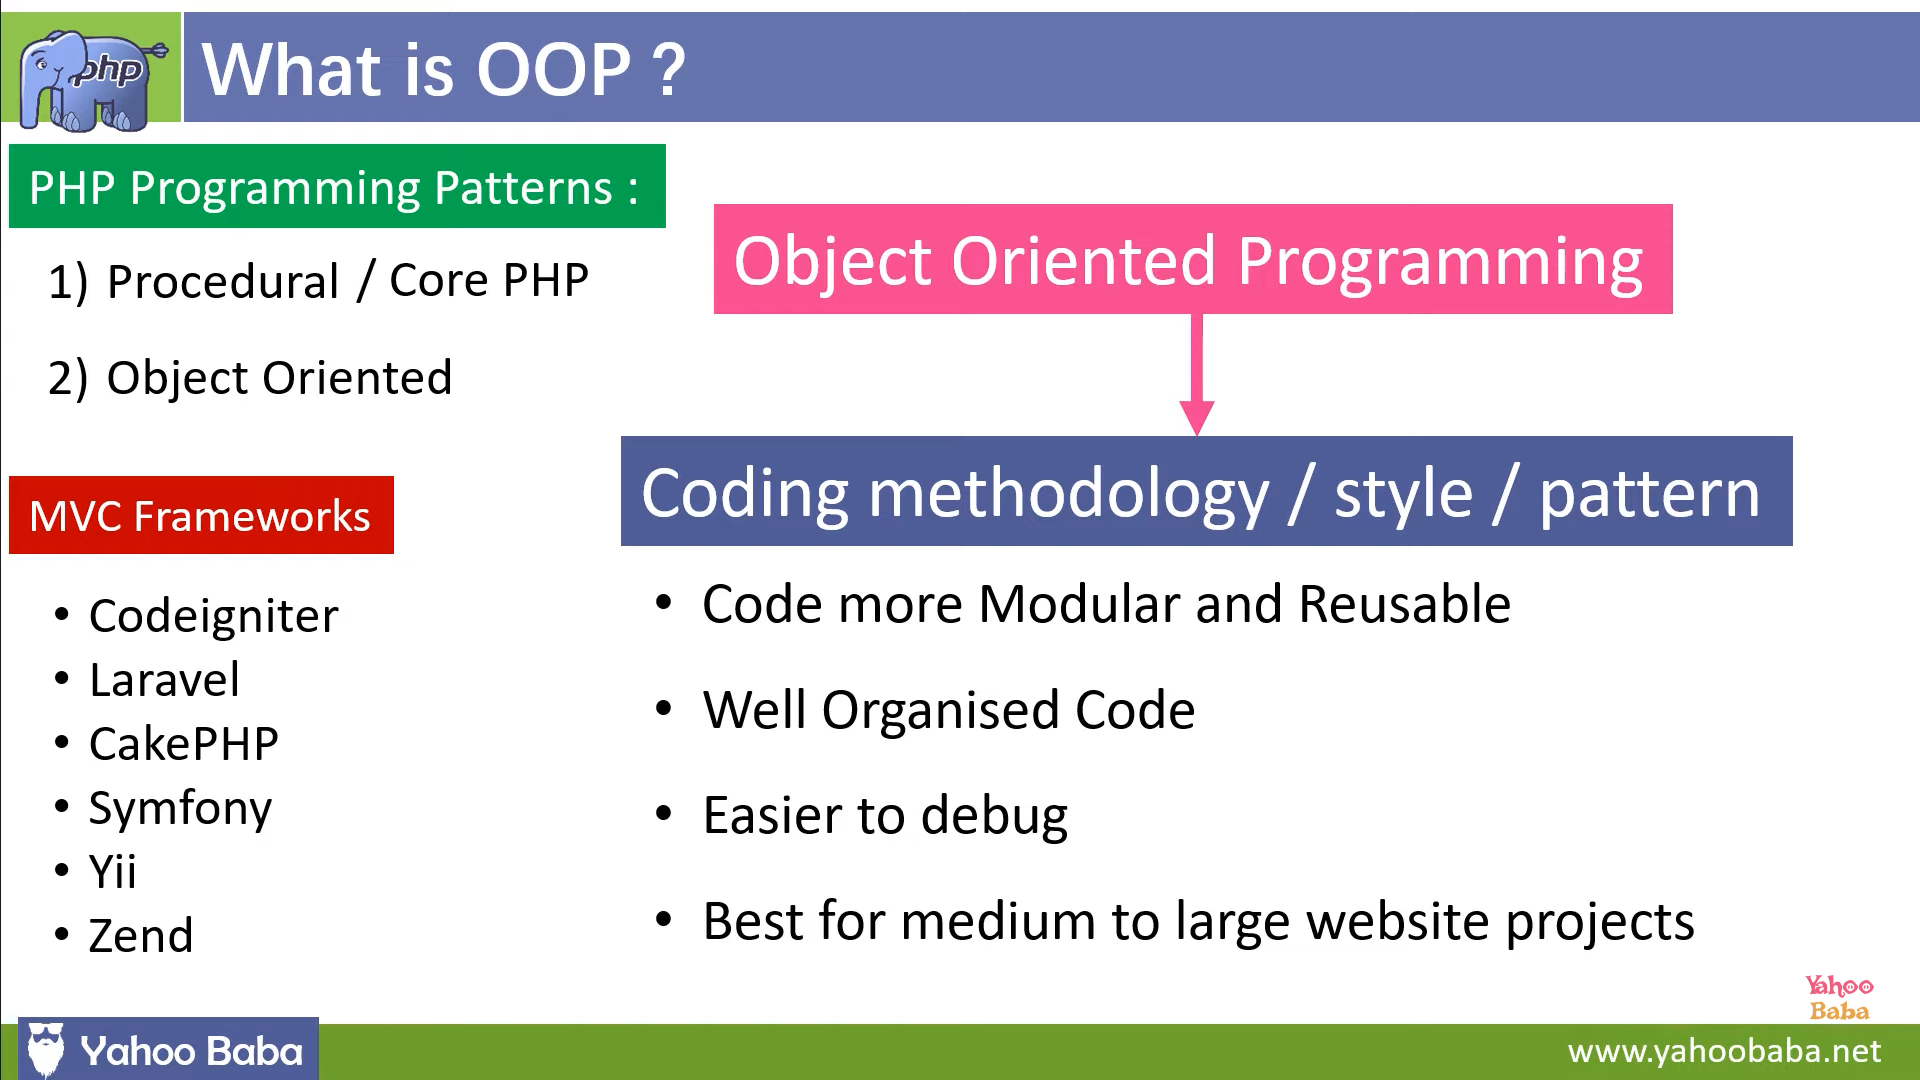 php
What is OOP ?
PHP Programming Patterns :
1) Procedural / Core PHP
2) Object Oriented
MVC Frameworks
• Codeigniter
• Laravel
• CakePHP
• Symfony
• Yii
• Zend
Object Oriented Programming
Coding methodology / style / pattern
• Code more Modular and Reusable
• Well Organised Code
• Easier to debug
• Best for medium to large website projects
Yahoo
Baba
Yahoo Baba
www.yahoobaba.net